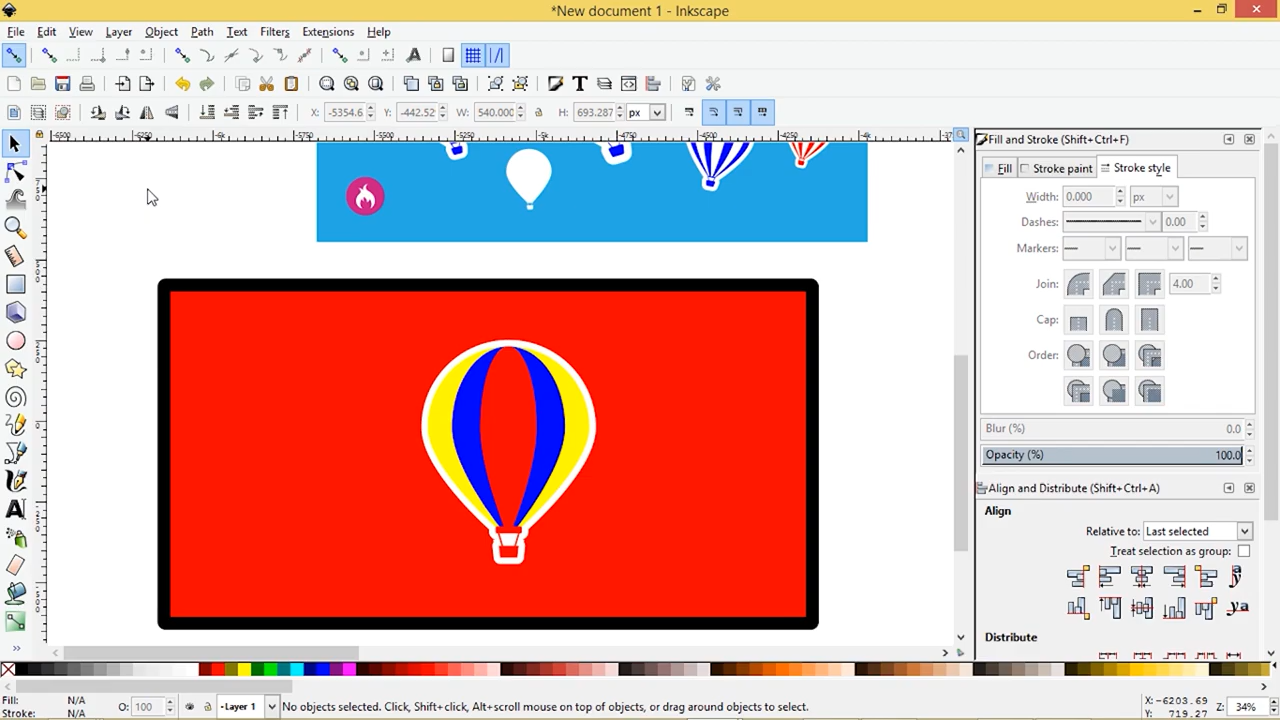 *New document 1 - Inkscape
File Edit View Layer Object Path Text Filters Extensions Help
X: -5354.6 Y: -442.52 W: 540.000 H: 693.287 px
Fill and Stroke (Shift+Ctrl+F)
Fill Stroke paint Stroke style
Width: 0.000 px
Dashes: 0.00
Markers:
Join: 4.00
Cap:
Order:
Blur (%) 0.0
Opacity (%) 100.0
Align and Distribute (Shift+Ctrl+A)
Align
Relative to: Last selected
Treat selection as group:
Distribute
Fill: N/A
Stroke: N/A
O: 100
Layer 1
No objects selected. Click, Shift+click, Alt+scroll mouse on top of objects, or drag around objects to select.
X: -6203.69
Y: 719.27
Z: 34%